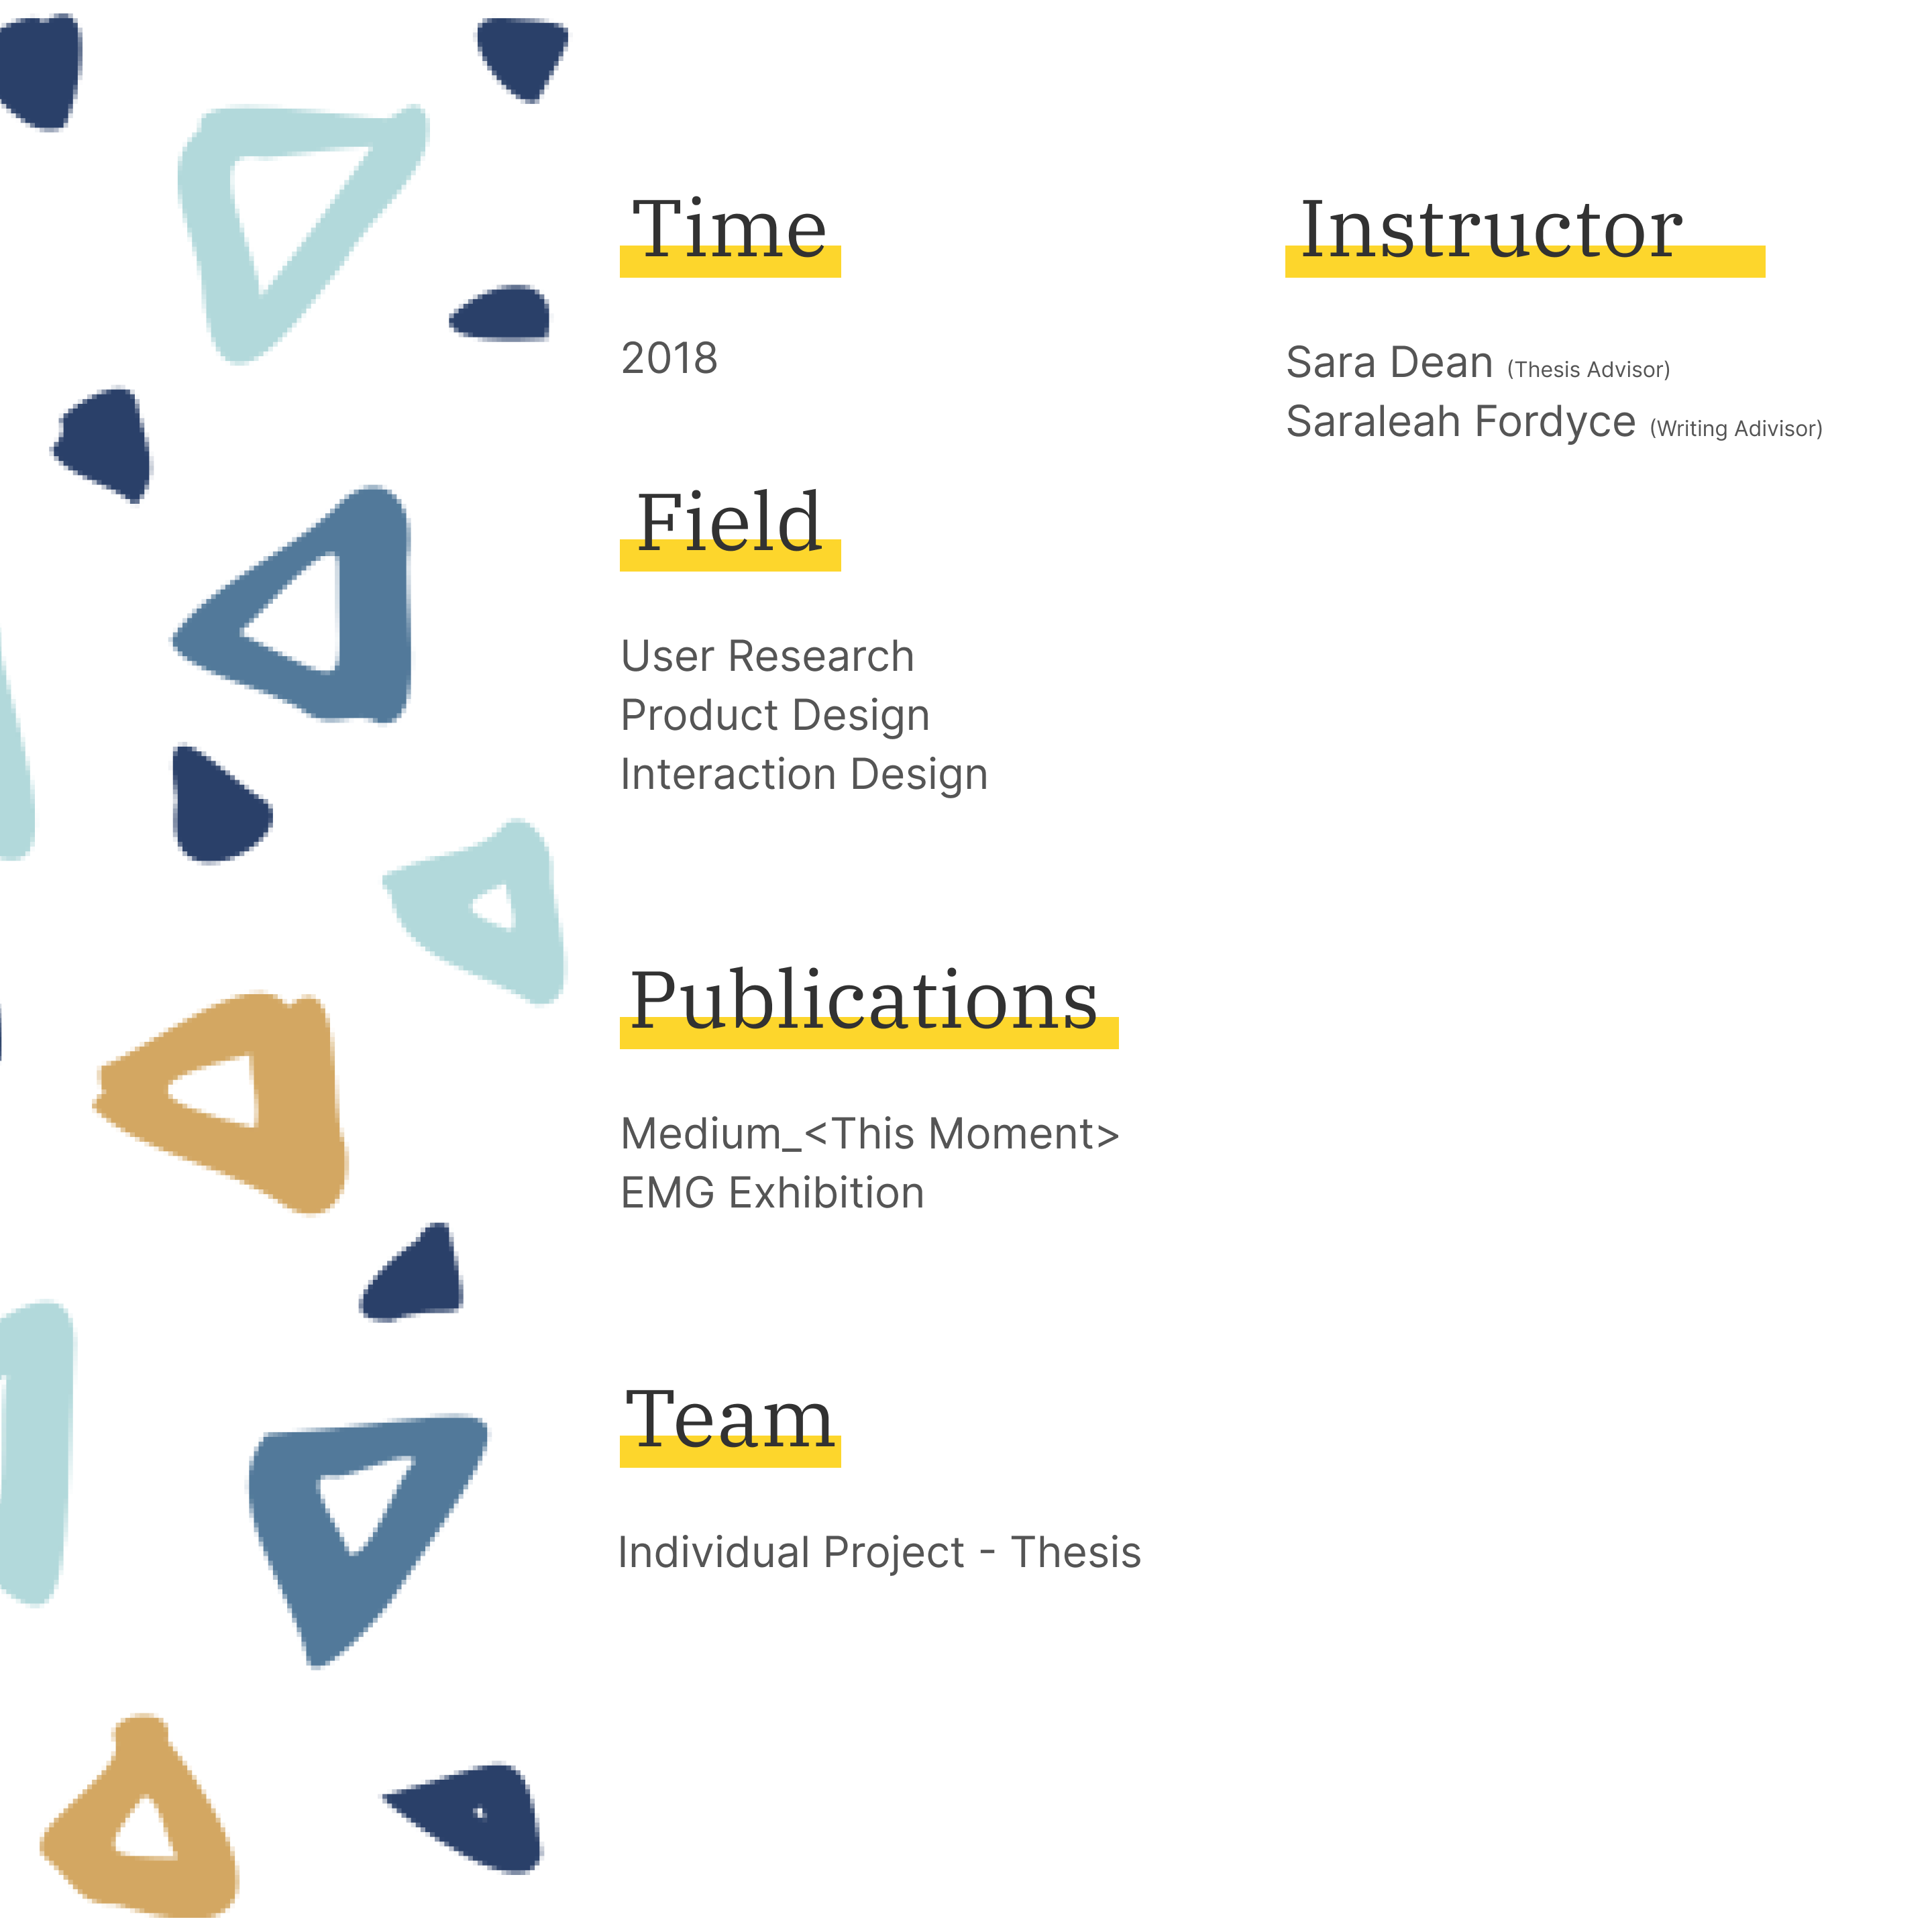 Time
2018
Field
User Research
Product Design
Interaction Design
Publications
Medium_<This Moment>
EMG Exhibition
Team
Individual Project - Thesis
Instructor
Sara Dean (Thesis Advisor)
Saraleah Fordyce (Writing Adivisor)